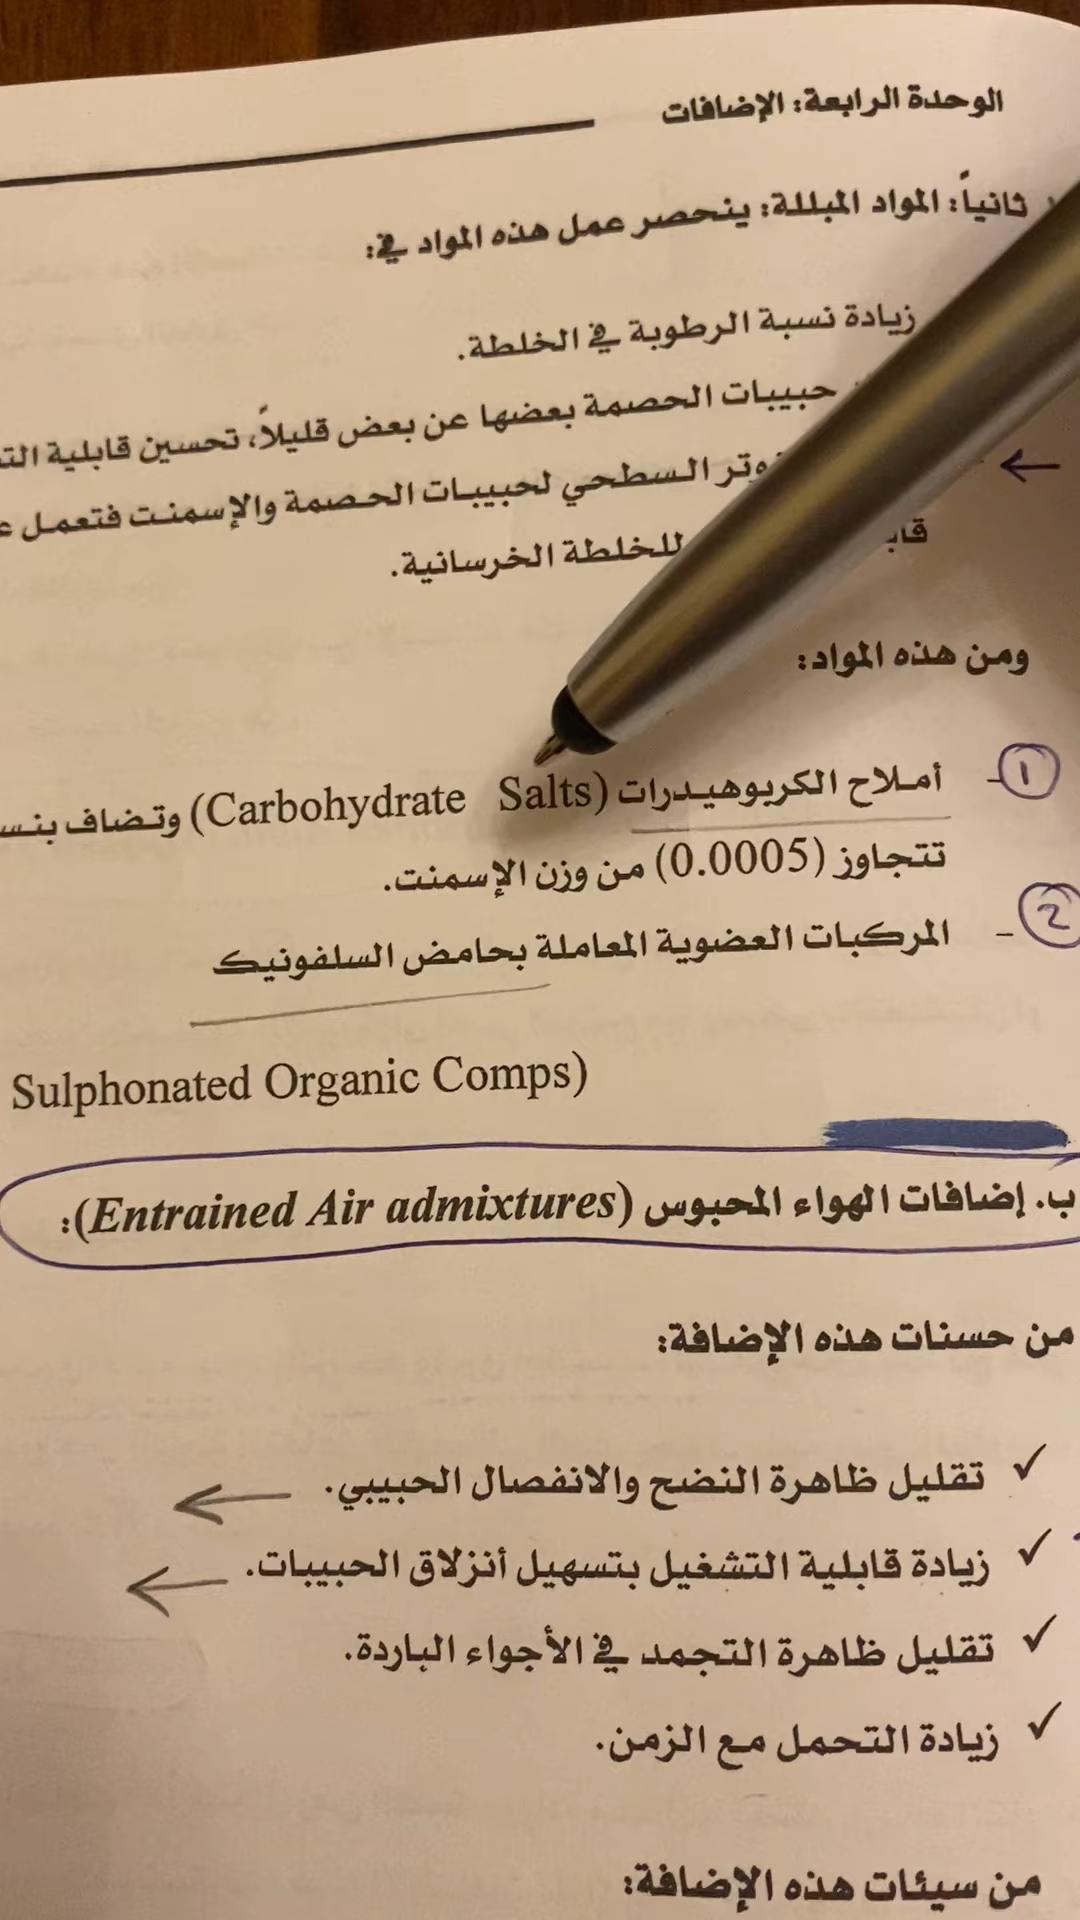 الوحدة الرابعة: الإضافات
ثانياً: المواد المبللة: ينحصر عمل هذه المواد في:
زيادة نسبة الرطوبة في الخلطة.
حبيبات الحصمة بعضها عن بعض قليلاً، تحسين قابلية
السطحي لحبيبات الحصمة والإسمنت فتعمل
للخلطة الخرسانية.
ومن هذه المواد:
1- أملاح الكربوهيدرات (Carbohydrate Salts) وتضاف
تتجاوز (0.0005) من وزن الإسمنت.
2- المركبات العضوية المعاملة بحامض السلفونيك
Sulphonated Organic Comps)
ب. إضافات الهواء المحبوس (Entrained Air admixtures):
من حسنات هذه الإضافة:
✓ تقليل ظاهرة النضح والانفصال الحبيبي.
✓ زيادة قابلية التشغيل بتسهيل أنزلاق الحبيبات.
✓ تقليل ظاهرة التجمد في الأجواء الباردة.
✓ زيادة التحمل مع الزمن.
من سيئات هذه الإضافة: